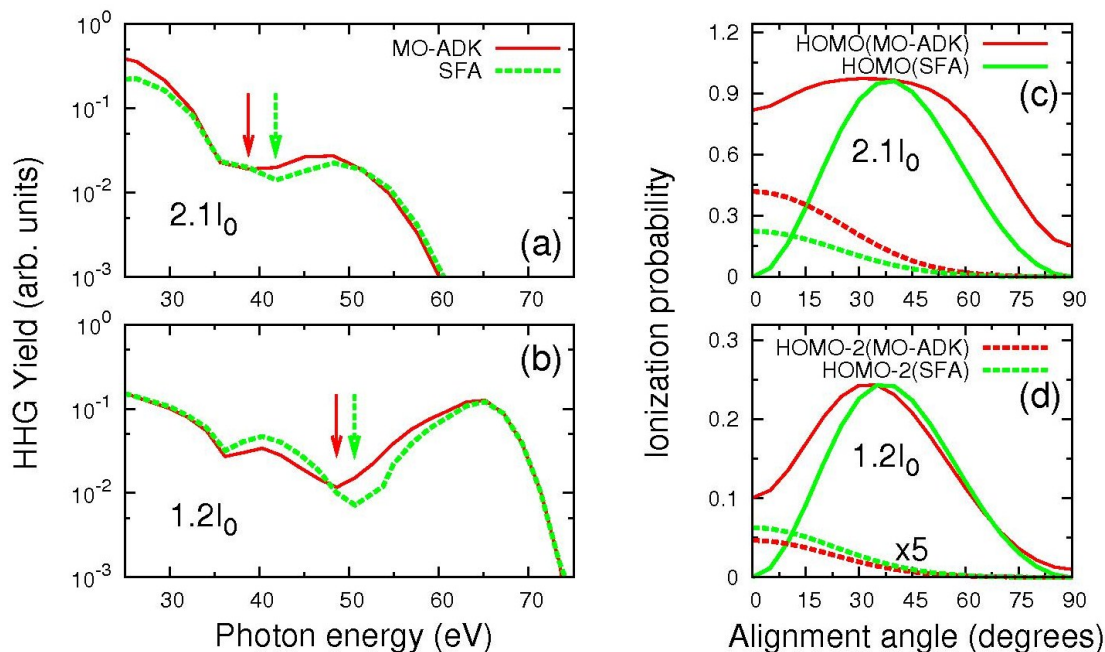 HHG Yield (arb. units)
10^0
10^-1
10^-2
10^-3
MO-ADK
SFA
2.1I_0
(a)
30 40 50 60 70
10^0
10^-1
10^-2
10^-3
(b)
1.2I_0
30 40 50 60 70
Photon energy (eV)
Ionization probability
1.2
0.9
0.6
0.3
0
HOMO(MO-ADK)
HOMO(SFA)
(c)
2.1I_0
0 15 30 45 60 75 90
0.3
0.2
0.1
0
HOMO-2(MO-ADK)
HOMO-2(SFA)
(d)
1.2I_0
x5
0 15 30 45 60 75 90
Alignment angle (degrees)